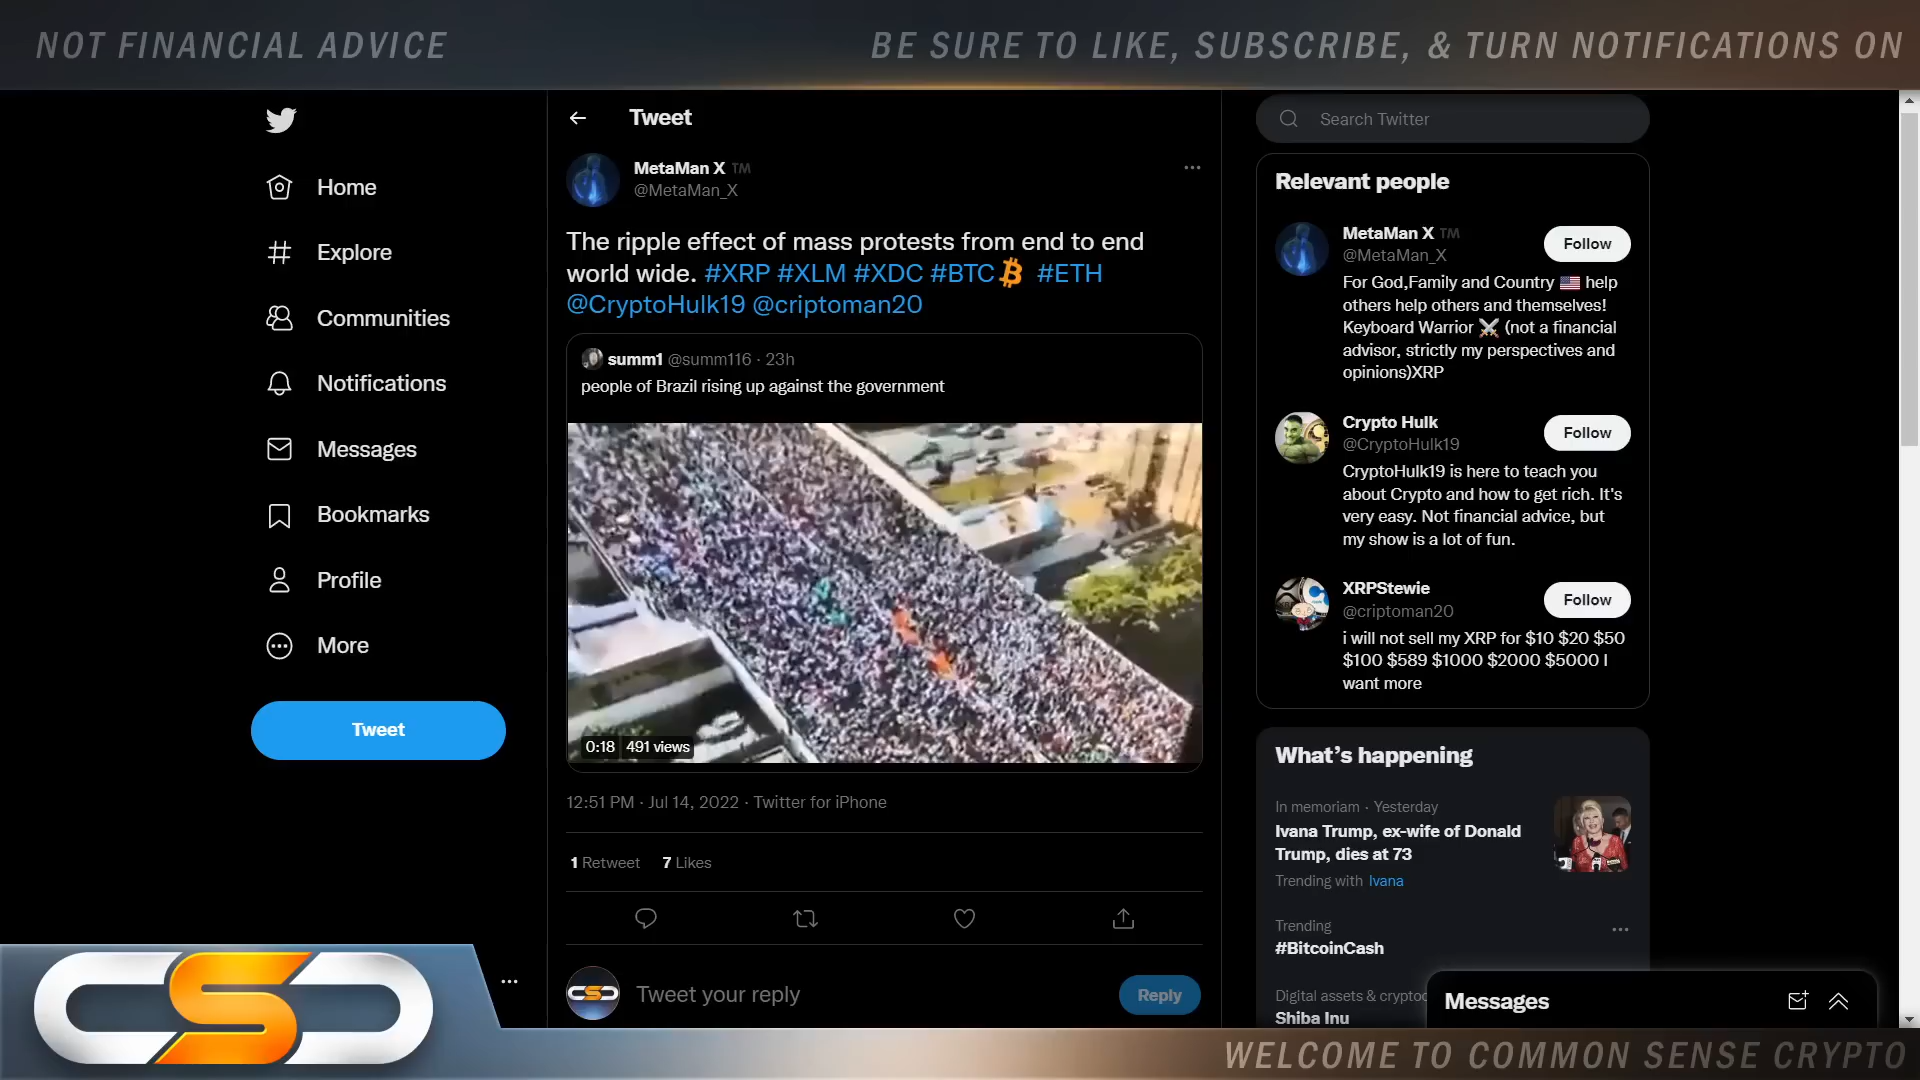 NOT FINANCIAL ADVICE
BE SURE TO LIKE, SUBSCRIBE, & TURN NOTIFICATIONS ON
Home
Explore
Communities
Notifications
Messages
Bookmarks
Profile
More
Tweet
Tweet
MetaMan X ™
@MetaMan_X
The ripple effect of mass protests from end to end
world wide. #XRP #XLM #XDC #BTC #ETH
@CryptoHulk19 @criptoman20
summ1 @summ116 · 23h
people of Brazil rising up against the government
0:18 491 views
12:51 PM · Jul 14, 2022 · Twitter for iPhone
1 Retweet 7 Likes
Tweet your reply
Reply
Search Twitter
Relevant people
MetaMan X ™
@MetaMan_X
Follow
For God,Family and Country 🇺🇸 help
others help others and themselves!
Keyboard Warrior ⚔️ (not a financial
advisor, strictly my perspectives and
opinions)XRP
Crypto Hulk
@CryptoHulk19
Follow
CryptoHulk19 is here to teach you
about Crypto and how to get rich. It's
very easy. Not financial advice, but
my show is a lot of fun.
XRPStewie
@criptoman20
Follow
i will not sell my XRP for $10 $20 $50
$100 $589 $1000 $2000 $5000 I
want more
What's happening
In memoriam · Yesterday
Ivana Trump, ex-wife of Donald
Trump, dies at 73
Trending with Ivana
Trending
#BitcoinCash
Digital assets & cryptoc
Shiba Inu
Messages
CSC
WELCOME TO COMMON SENSE CRYPTO